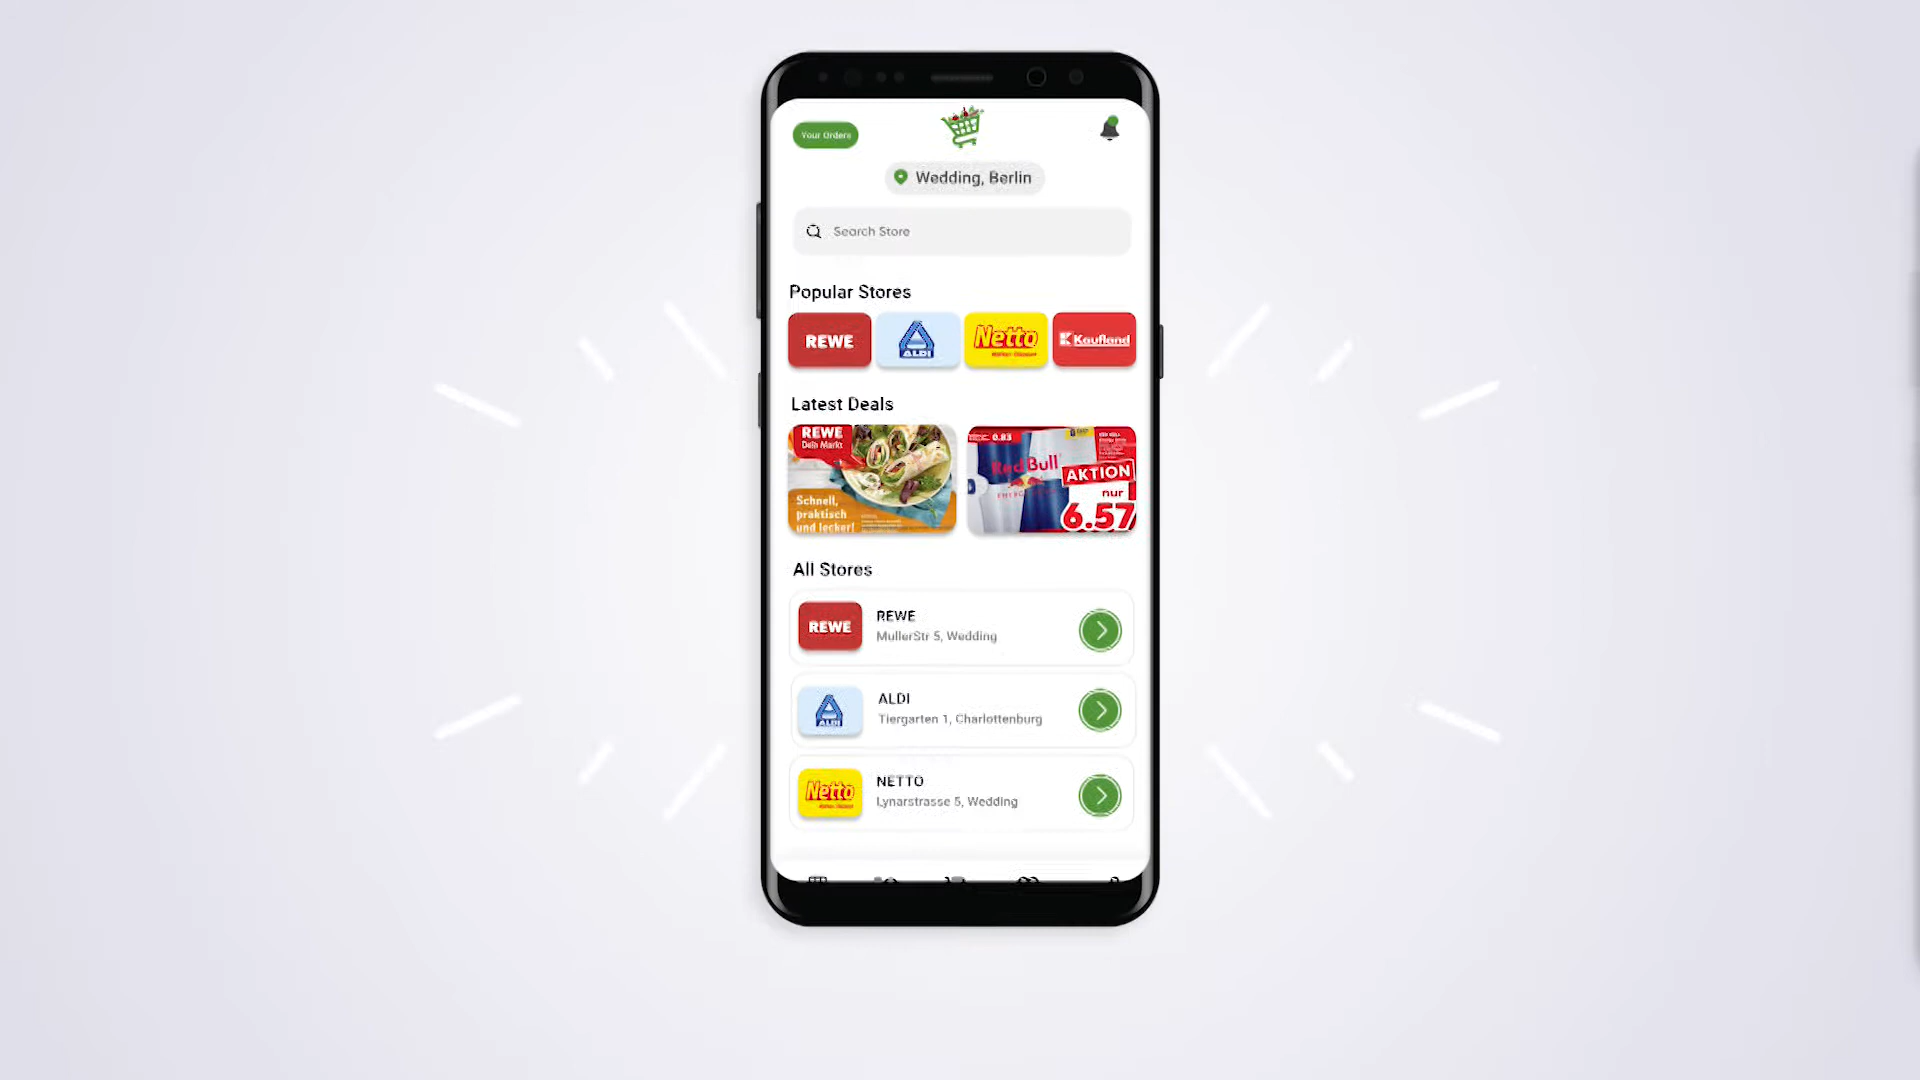 Your Orders
Wedding, Berlin
Search Store
Popular Stores
REWE
ALDI
Netto
Kaufland
Latest Deals
REWE
Dein Markt
Schnell,
praktisch
und lecker!
0.83
Red Bull
AKTION
nur
6.57
All Stores
REWE
REWE
MullerStr 5, Wedding
ALDI
ALDI
Tiergarten 1, Charlottenburg
Netto
NETTO
Lynarstrasse 5, Wedding